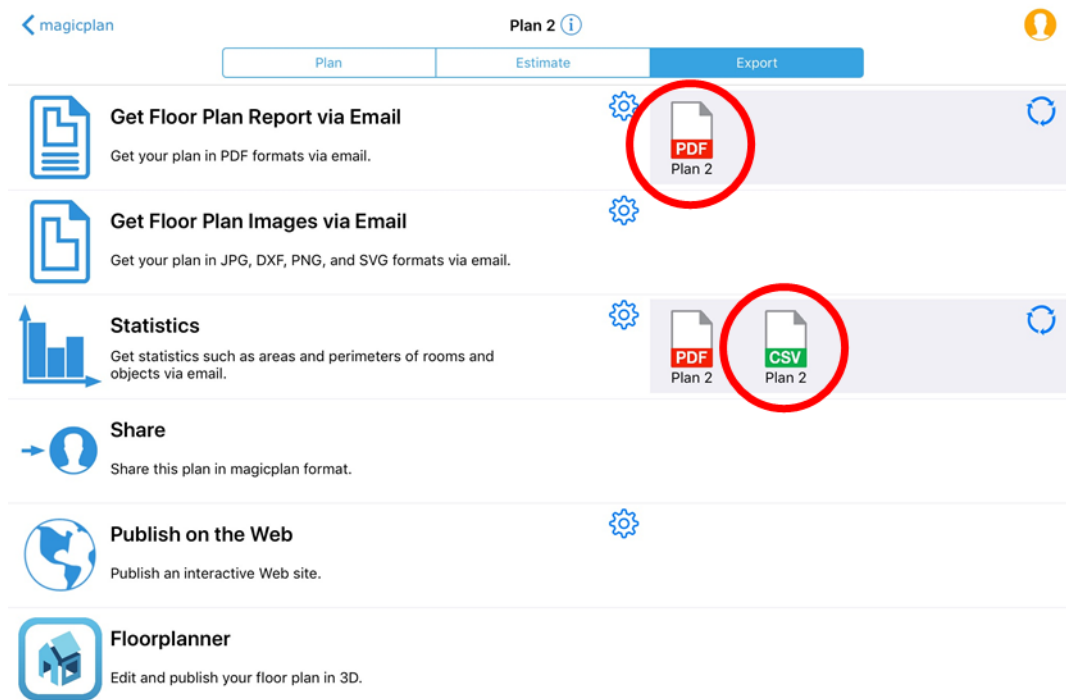 magicplan
Plan 2
Plan Estimate Export
Get Floor Plan Report via Email
Get your plan in PDF formats via email.
PDF
Plan 2
Get Floor Plan Images via Email
Get your plan in JPG, DXF, PNG, and SVG formats via email.
Statistics
Get statistics such as areas and perimeters of rooms and
objects via email.
PDF CSV
Plan 2 Plan 2
Share
Share this plan in magicplan format.
Publish on the Web
Publish an interactive Web site.
Floorplanner
Edit and publish your floor plan in 3D.